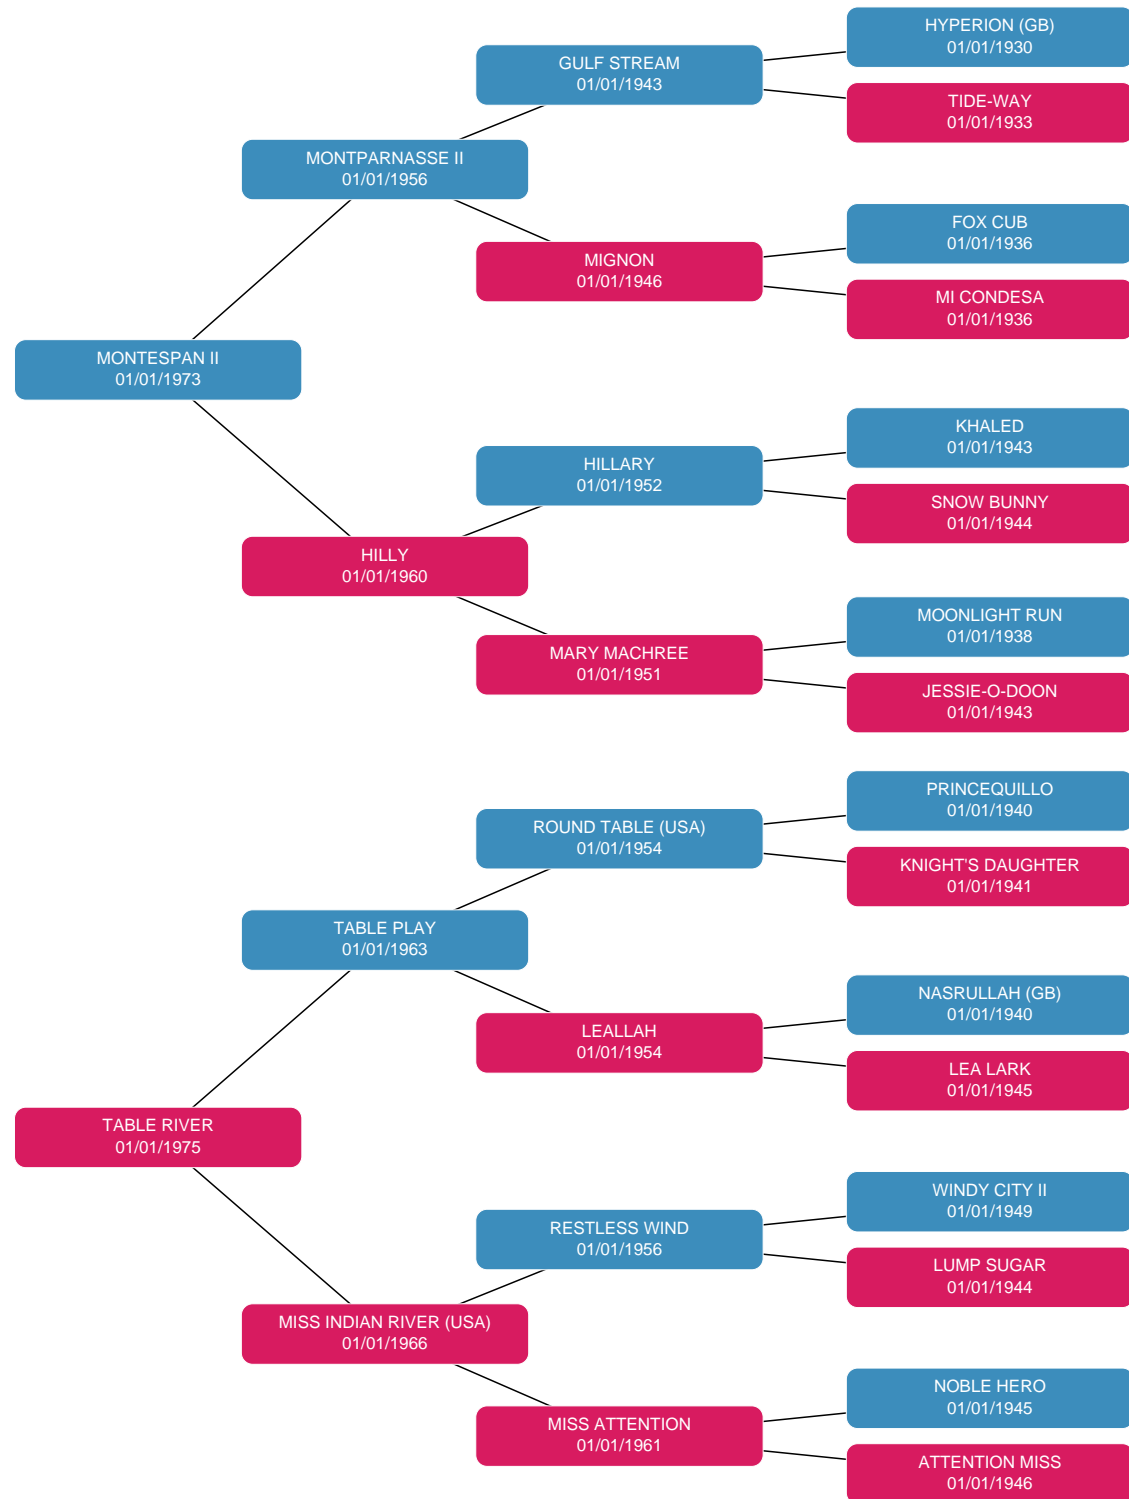 HYPERION (GB)
01/01/1930
GULF STREAM
01/01/1943
TIDE-WAY
01/01/1933
MONTPARNASSE II
01/01/1956
FOX CUB
01/01/1936
MIGNON
01/01/1946
MI CONDESA
01/01/1936
MONTESPAN II
01/01/1973
KHALED
01/01/1943
HILLARY
01/01/1952
SNOW BUNNY
01/01/1944
HILLY
01/01/1960
MOONLIGHT RUN
01/01/1938
MARY MACHREE
01/01/1951
JESSIE-O-DOON
01/01/1943
PRINCEQUILLO
01/01/1940
ROUND TABLE (USA)
01/01/1954
KNIGHT'S DAUGHTER
01/01/1941
TABLE PLAY
01/01/1963
NASRULLAH (GB)
01/01/1940
LEALLAH
01/01/1954
LEA LARK
01/01/1945
TABLE RIVER
01/01/1975
WINDY CITY II
01/01/1949
RESTLESS WIND
01/01/1956
LUMP SUGAR
01/01/1944
MISS INDIAN RIVER (USA)
01/01/1966
NOBLE HERO
01/01/1945
MISS ATTENTION
01/01/1961
ATTENTION MISS
01/01/1946